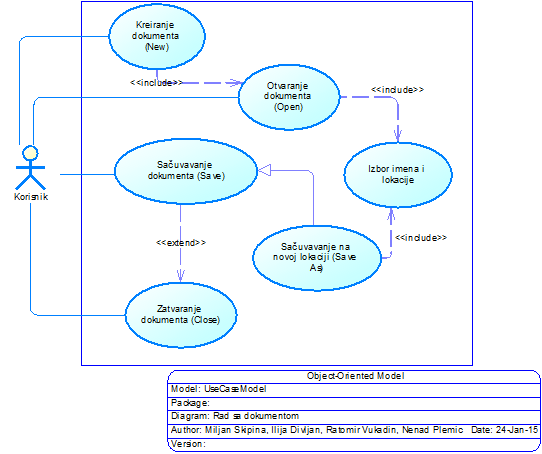 Kreiranje
dokumenta
(New)
<<include>>
Otvaranje
dokumenta
(Open)
<<include>>
Sačuvavanje
dokumenta (Save)
Izbor imena i
lokacije
Korisnik
<<extend>>
Sačuvavanje na
novoj lokaciji (Save
As)
<<include>>
Zatvaranje
dokumenta (Close)
Object-Oriented Model
Model: UseCaseModel
Package:
Diagram: Rad sa dokumentom
Author: Miljan Skipina, Ilija Divljan, Ratomir Vukadin, Nenad Plemic Date: 24-Jan-15
Version: